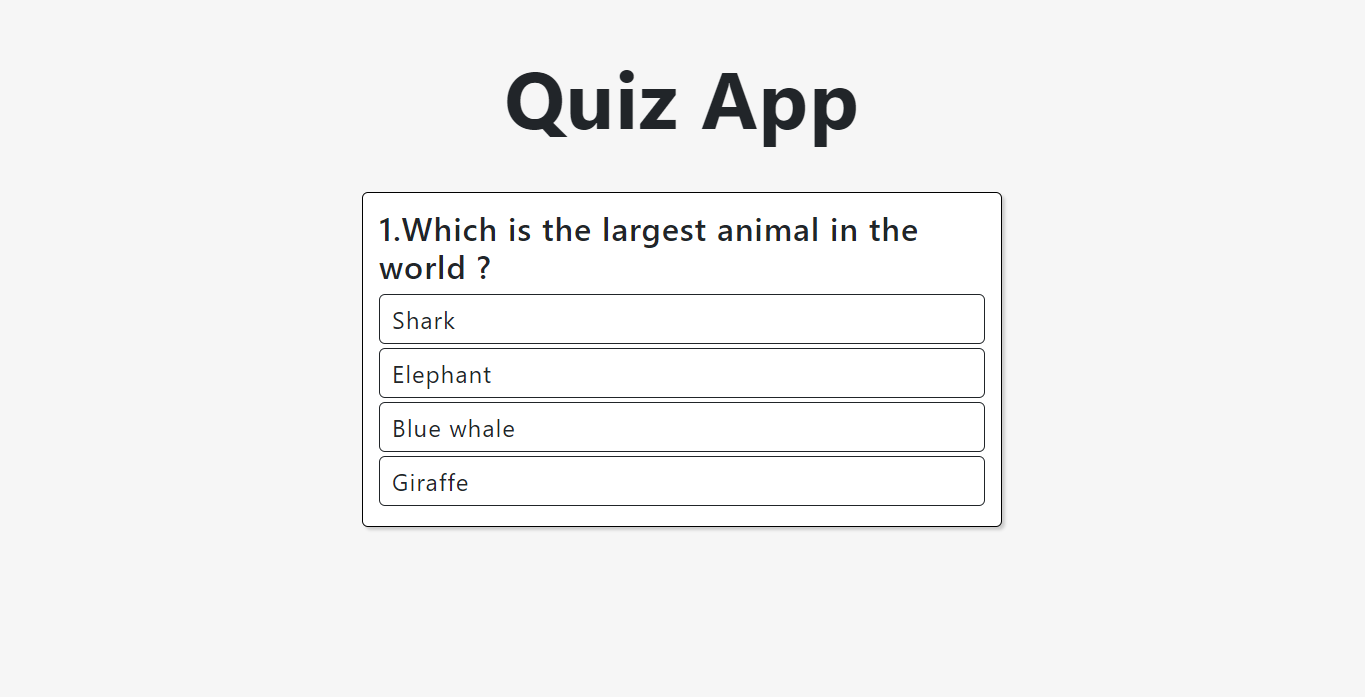 Quiz App
1.Which is the largest animal in the
world ?
Shark
Elephant
Blue whale
Giraffe